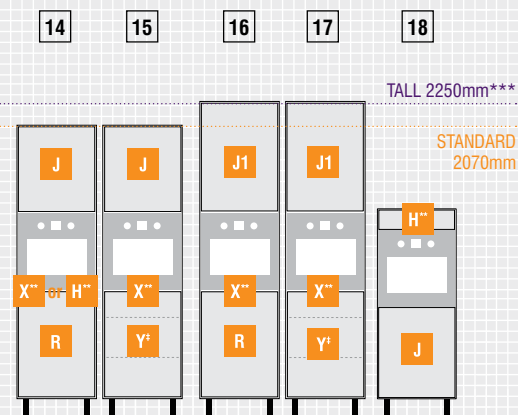 14 15 16 17 18
TALL 2250mm***
STANDARD
2070mm
J J J1 J1
H**
X** or H** X** X** X**
R Y‡ R Y‡ J